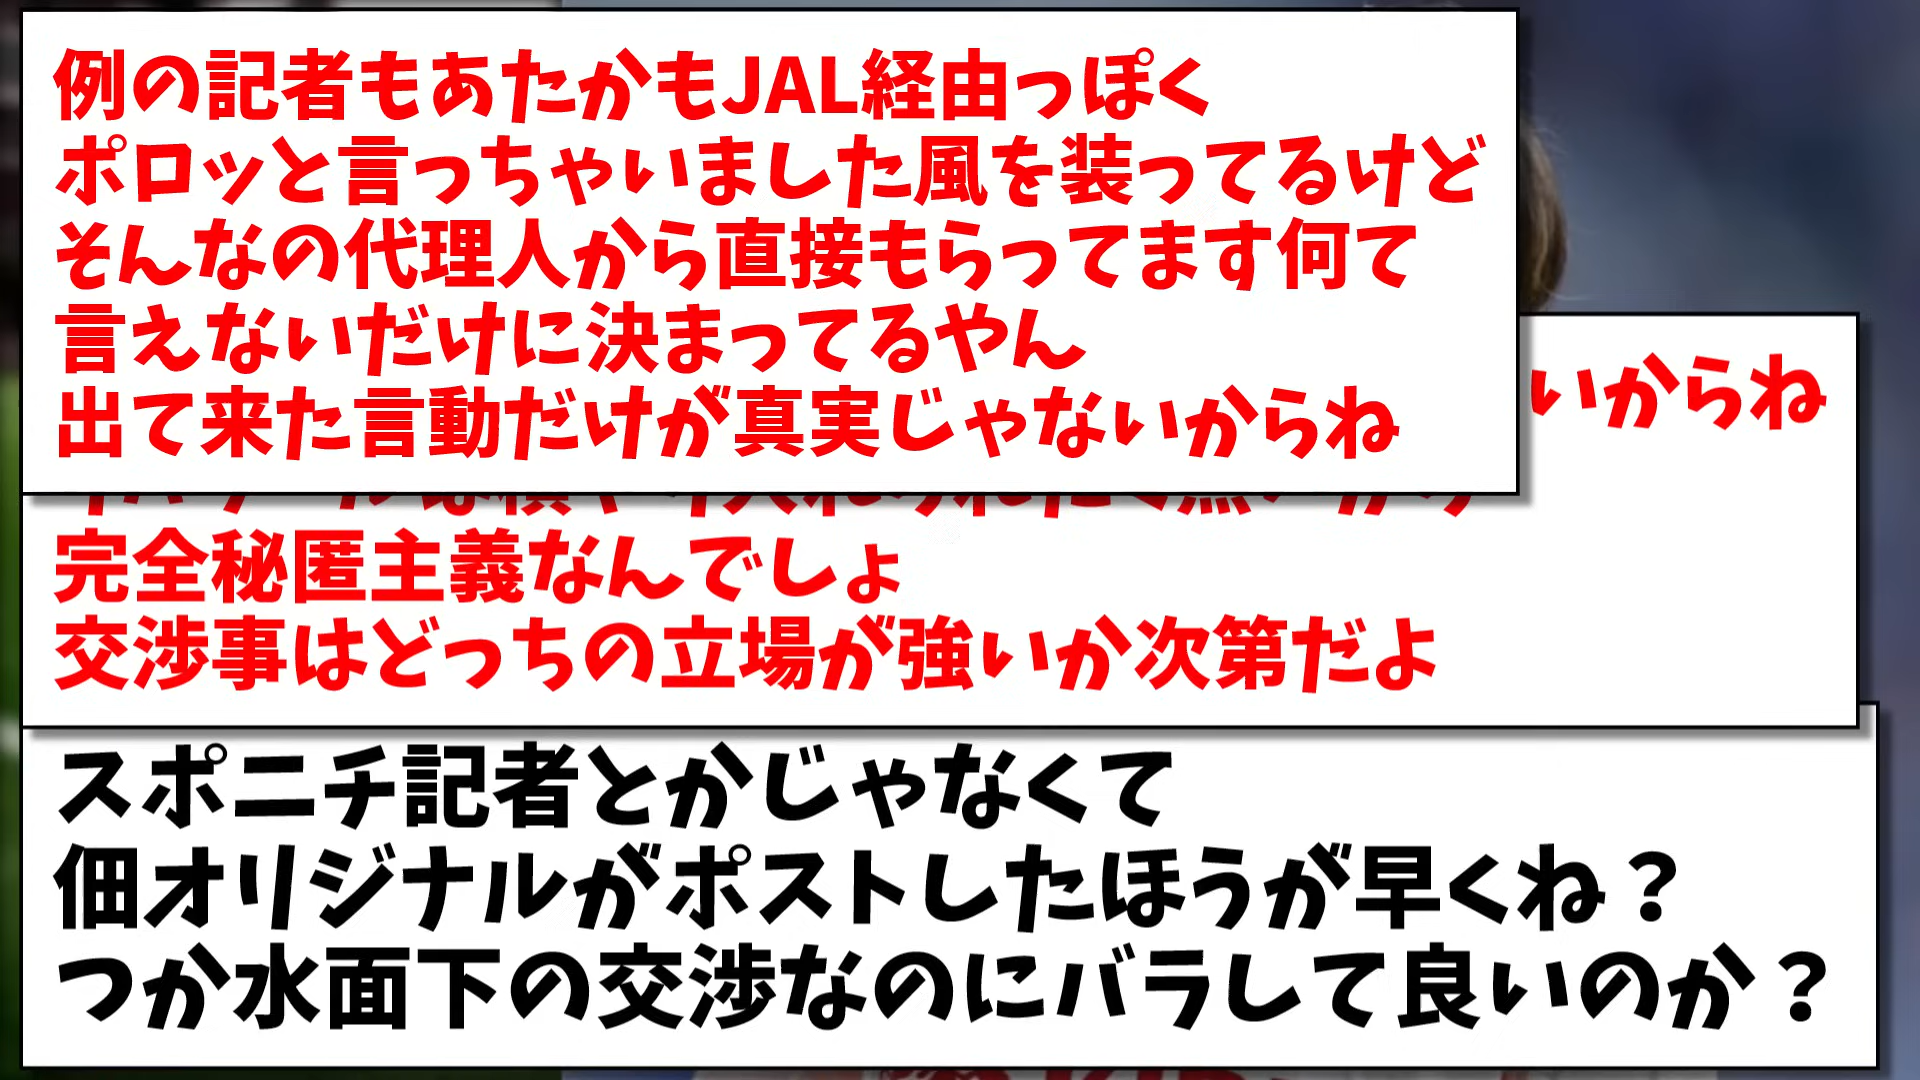 例の記者もあたかもJAL経由っぽく
ポロッと言っちゃいました風を装ってるけど
そんなの代理人から直接もらってます何て
言えないだけに決まってるやん
出て来た言動だけが真実じゃないからね
いからね
完全秘匿主義なんでしょ
交渉事はどっちの立場が強いか次第だよ
スポニチ記者とかじゃなくて
佃オリジナルがポストしたほうが早くね？
つか水面下の交渉なのにバラして良いのか？